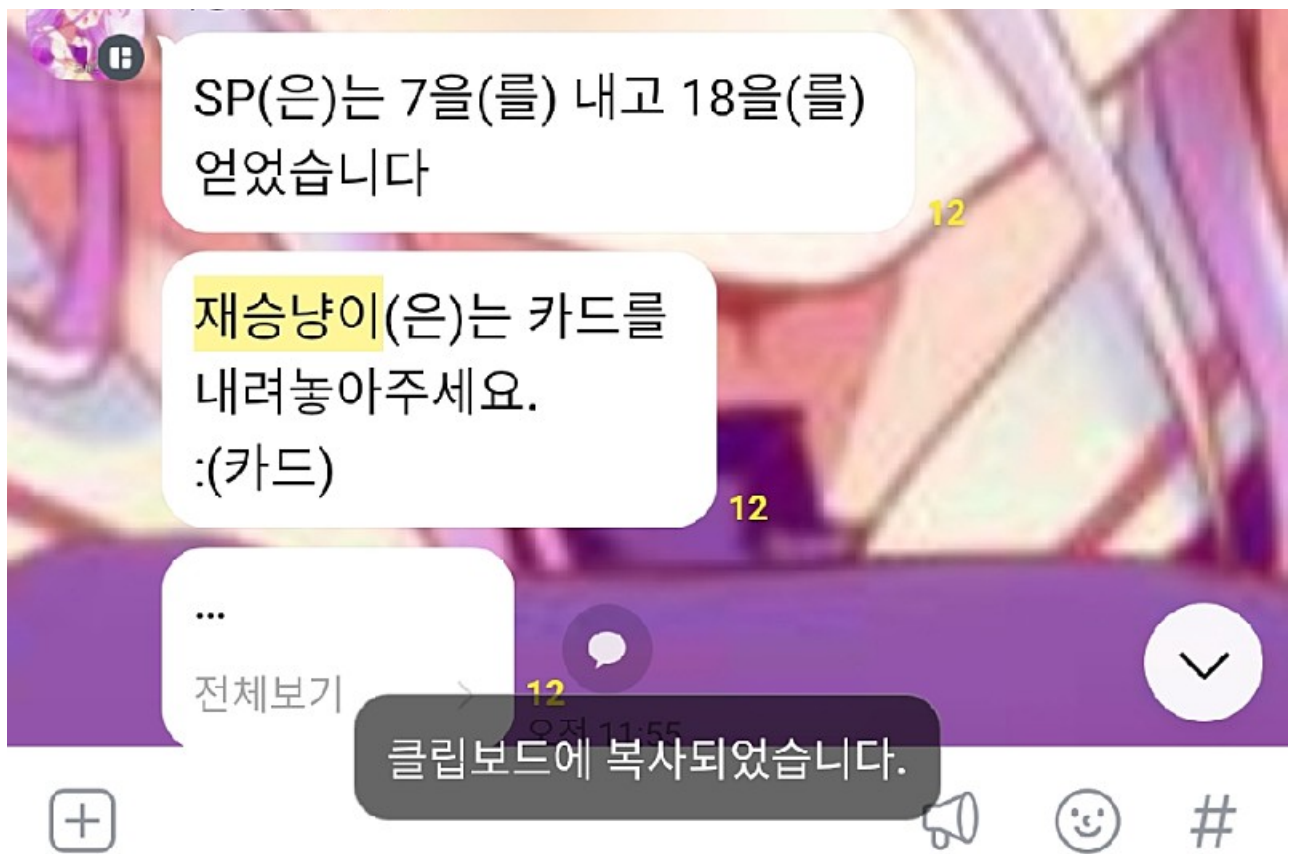 SP(은)는 7을(를) 내고 18을(를)
얻었습니다
12
재승냥이(은)는 카드를
내려놓아주세요.
:(카드)
12
...
전체보기
12
오전 11:55
클립보드에 복사되었습니다.
#